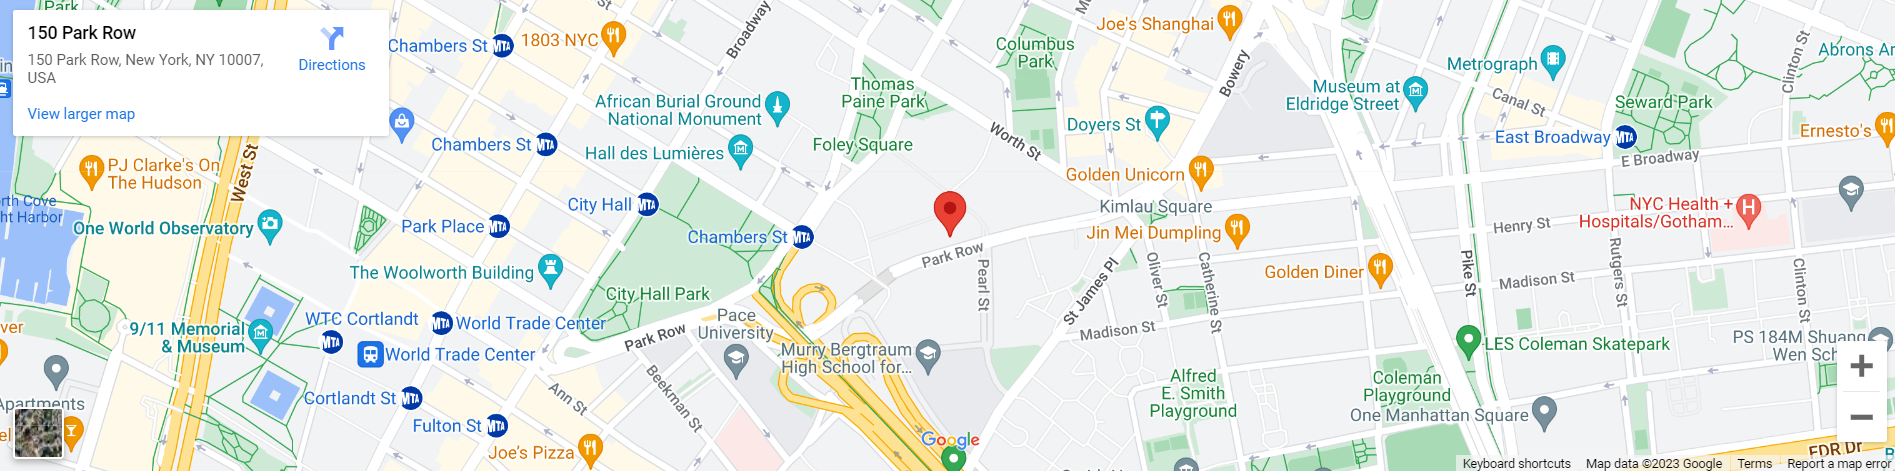 150 Park Row
150 Park Row, New York, NY 10007,
USA
Directions
View larger map
Park
Chambers St
1803 NYC
Broadway
Joe's Shanghai
Columbus
Park
Bowery
Metrograph
Clinton St
Abrons Ar
Thomas
Paine Park
Museum at
Eldridge Street
Canal St
Seward Park
African Burial Ground
National Monument
Doyers St
Worth St
East Broadway
Ernesto's
Chambers St
Hall des Lumières
Foley Square
E Broadway
PJ Clarke's On
The Hudson
West St
Golden Unicorn
rth Cove
ht Harbor
City Hall
Kimlau Square
NYC Health +
Hospitals/Gotham...
One World Observatory
Park Place
Chambers St
Jin Mei Dumpling
Henry St
Park Row
Pearl St
The Woolworth Building
St James Pl
Oliver St
Catherine St
Golden Diner
Pike St
Madison St
Rutgers St
Clinton St
City Hall Park
9/11 Memorial
& Museum
WTC Cortlandt
World Trade Center
Pace
University
Madison St
ver
Park Row
World Trade Center
Murry Bergtraum
High School for...
LES Coleman Skatepark
PS 184M Shuang
Wen Sch
Beekman St
Ann St
Alfred
E. Smith
Playground
Coleman
Playground
Apartments
Cortlandt St
One Manhattan Square
Fulton St
el
Joe's Pizza
Google
FDR Dr
Keyboard shortcuts
Map data ©2023 Google
Terms
Report a map error